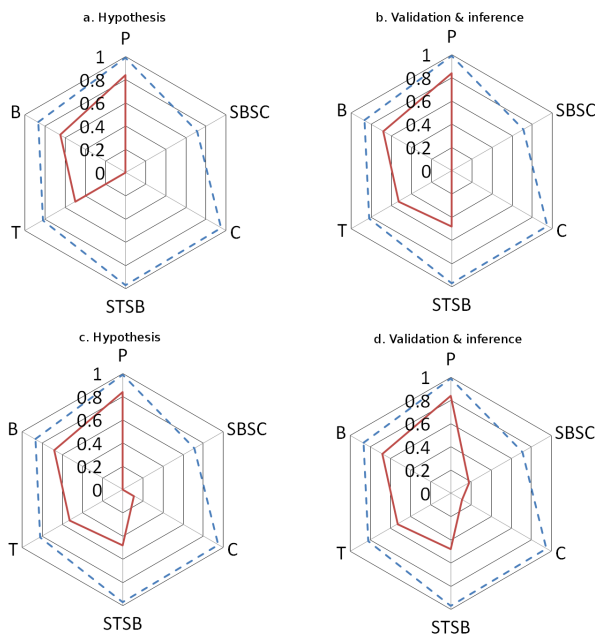 a. Hypothesis
P
1
0.8
0.6
0.4
0.2
0
B
SBSC
T
C
STSB
b. Validation & inference
P
1
0.8
0.6
0.4
0.2
0
B
SBSC
T
C
STSB
c. Hypothesis
P
1
0.8
0.6
0.4
0.2
0
B
SBSC
T
C
STSB
d. Validation & inference
P
1
0.8
0.6
0.4
0.2
0
B
SBSC
T
C
STSB